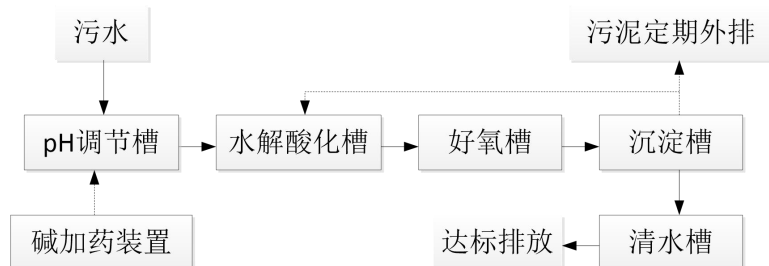 污水
污泥定期外排
pH调节槽
水解酸化槽
好氧槽
沉淀槽
碱加药装置
达标排放
清水槽